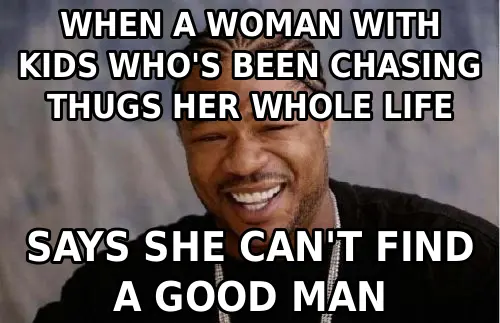 WHEN A WOMAN WITH
KIDS WHO'S BEEN CHASING
THUGS HER WHOLE LIFE
SAYS SHE CAN'T FIND
A GOOD MAN